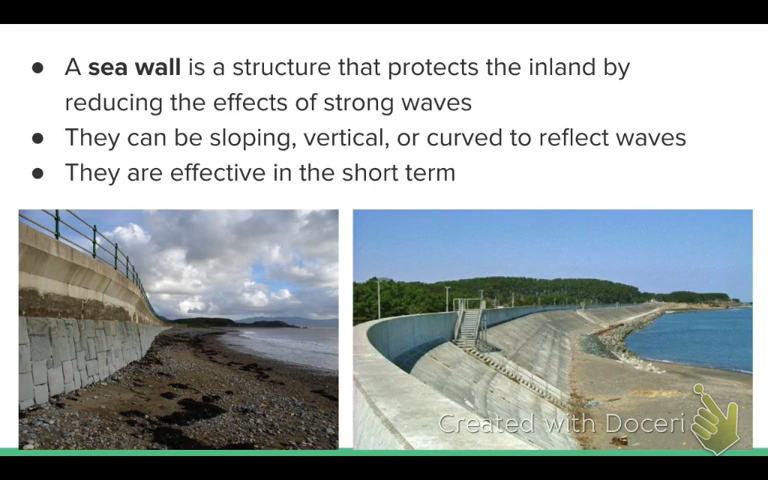 ● A sea wall is a structure that protects the inland by
reducing the effects of strong waves
● They can be sloping, vertical, or curved to reflect waves
● They are effective in the short term
Created with Doceri